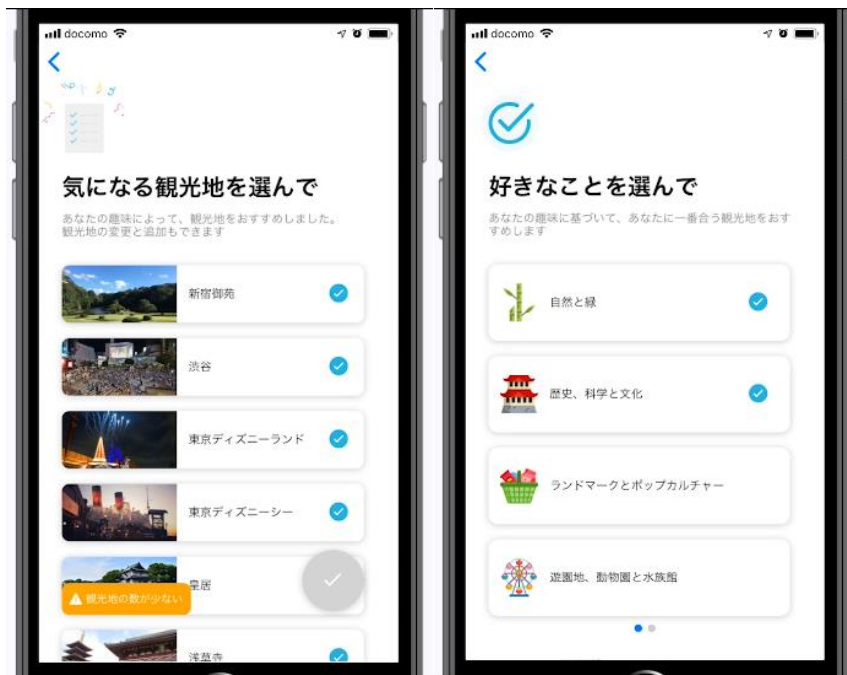 docomo
気になる観光地を選んで
あなたの趣味によって、観光地をおすすめしました。
観光地の変更と追加もできます
新宿御苑
渋谷
東京ディズニーランド
東京ディズニーシー
皇居
観光地の数が少ない
浅草寺
docomo
好きなことを選んで
あなたの趣味に基づいて、あなたに一番合う観光地をおす
すめします
自然と緑
歴史、科学と文化
ランドマークとポップカルチャー
遊園地、動物園と水族館